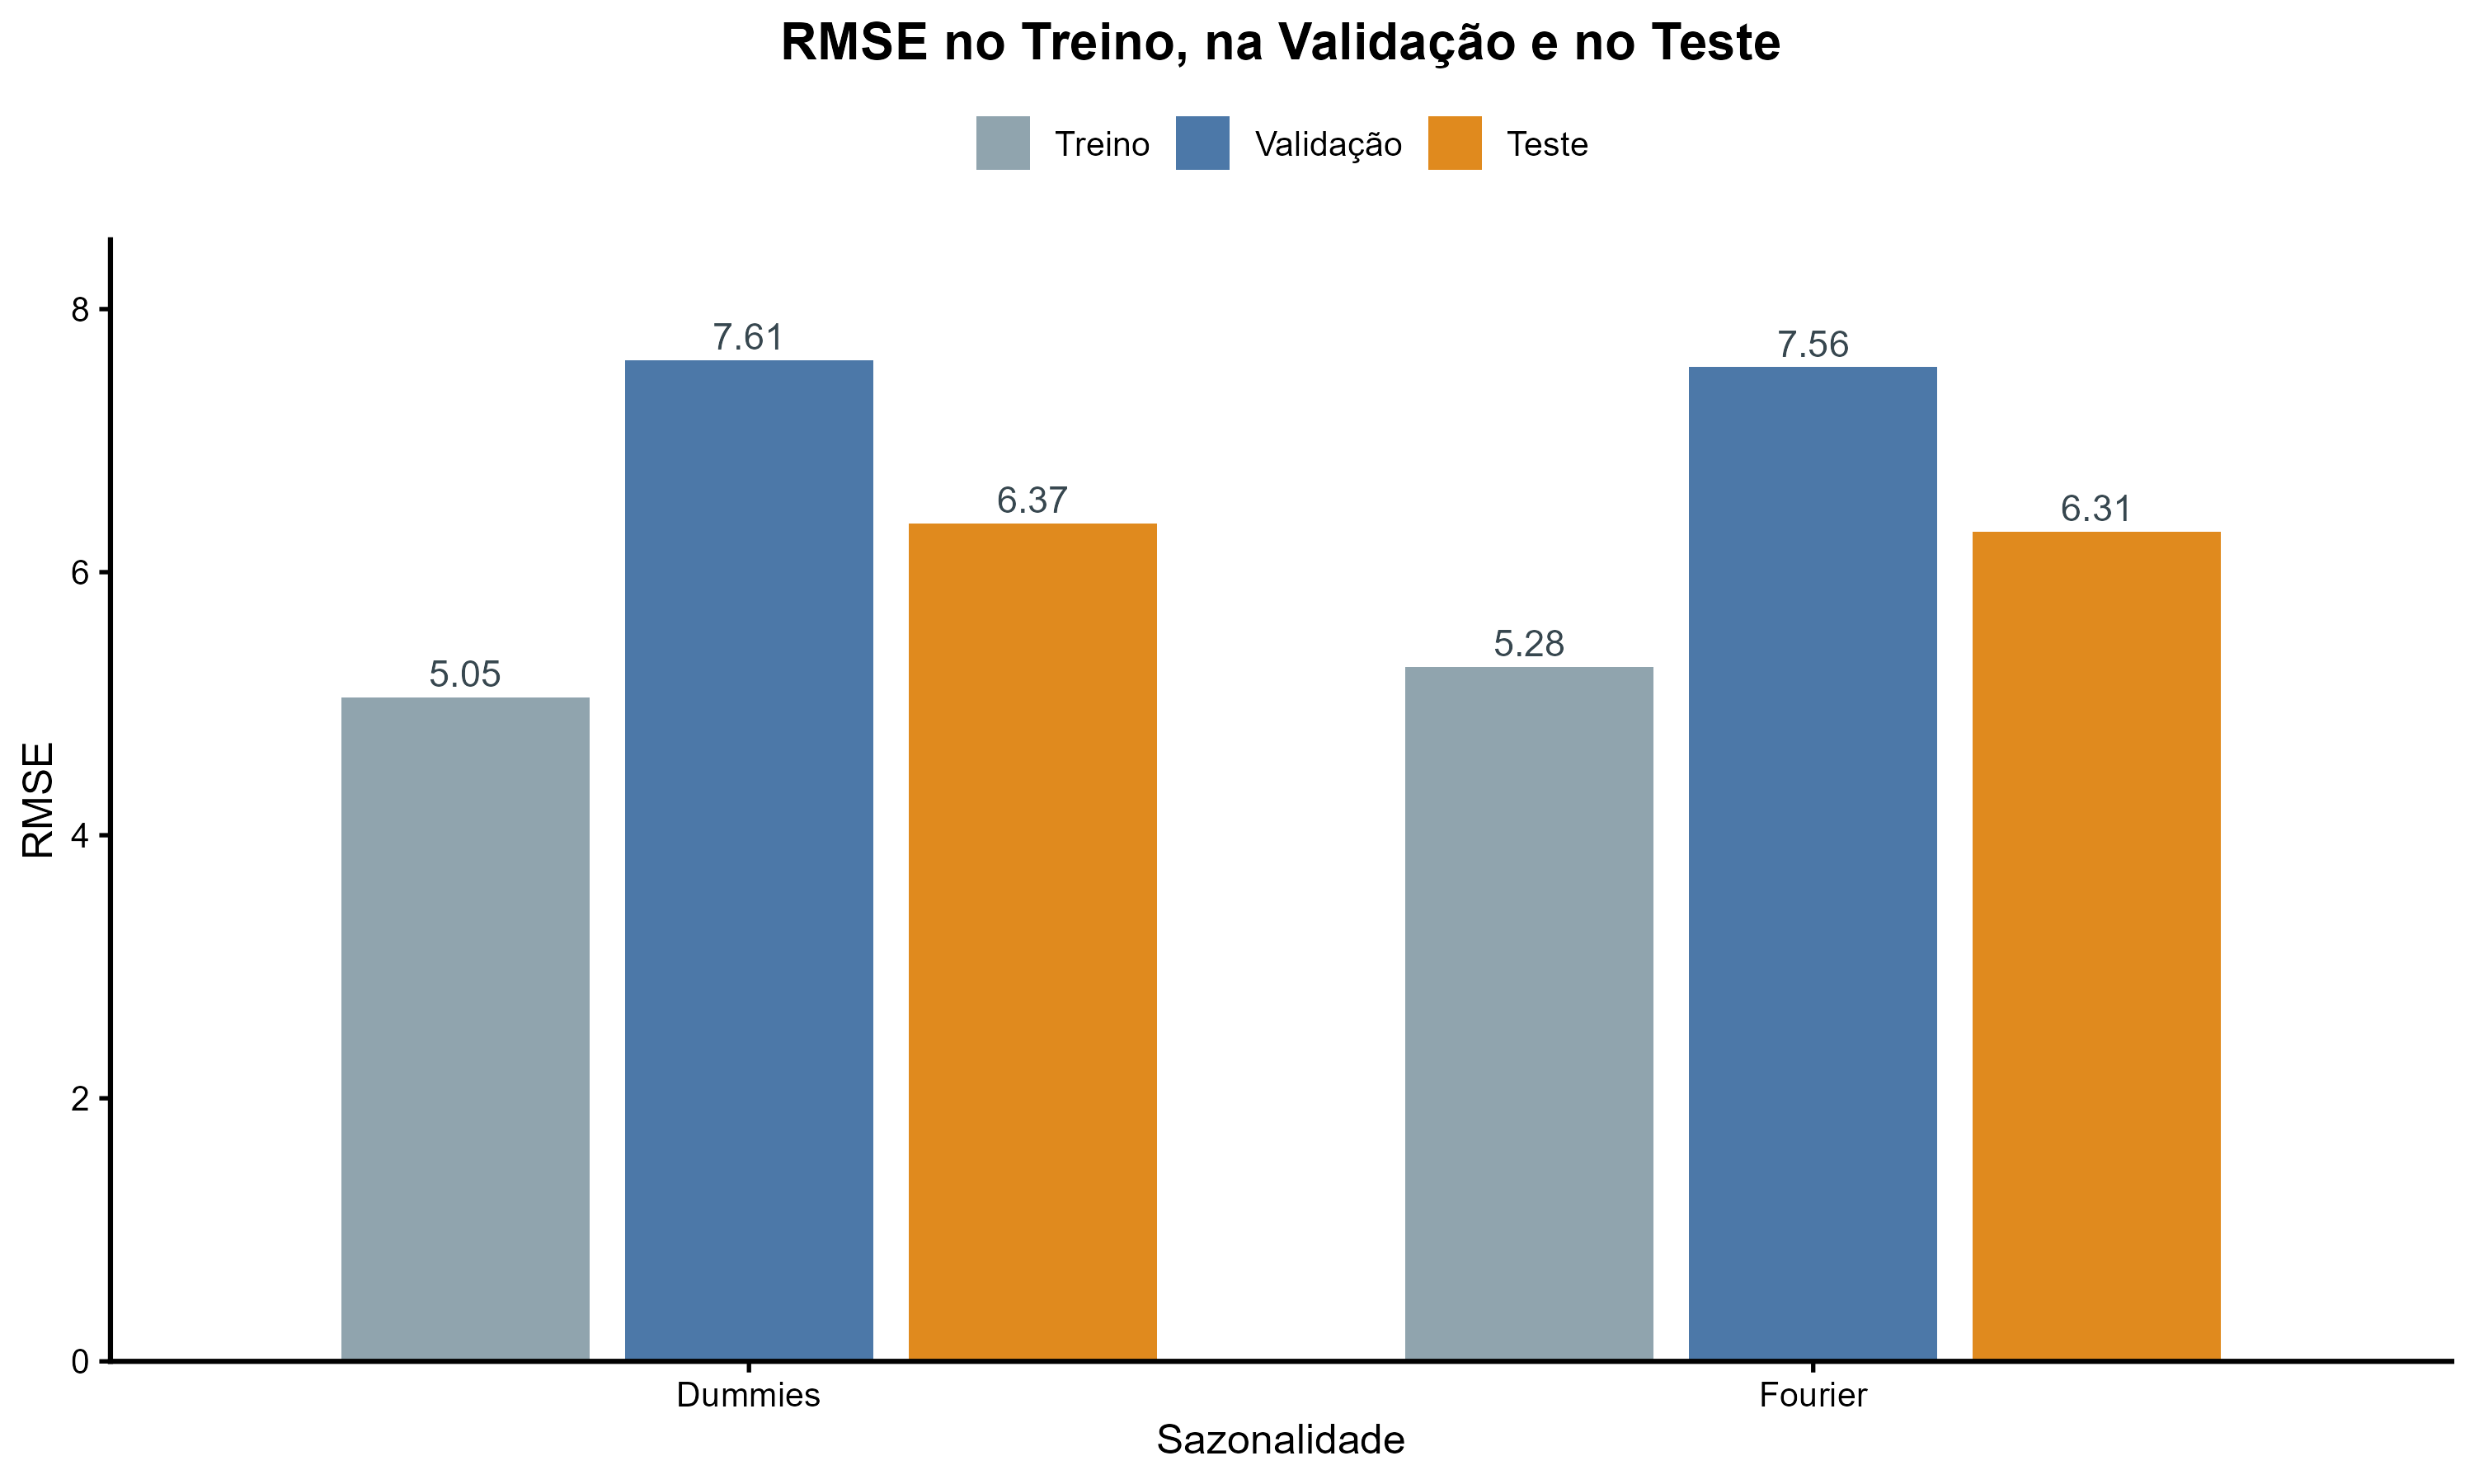 RMSE no Treino, na Validação e no Teste
Treino Validação Teste
8
6
4
2
0
RMSE
5.05
7.61
6.37
5.28
7.56
6.31
Dummies Fourier
Sazonalidade